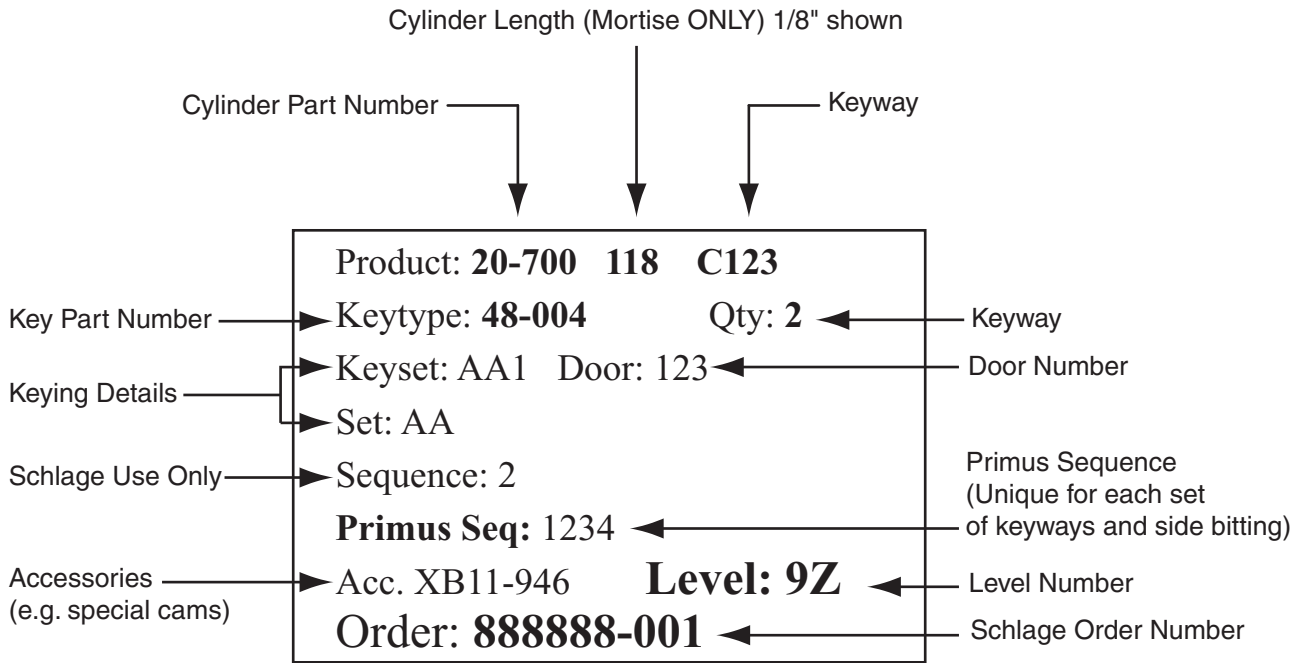 Cylinder Length (Mortise ONLY) 1/8" shown
Cylinder Part Number
Keyway
Product: 20-700 118 C123
Key Part Number
Keytype: 48-004 Qty: 2
Keyway
Keying Details
Keyset: AA1 Door: 123
Door Number
Set: AA
Schlage Use Only
Sequence: 2
Primus Sequence
(Unique for each set
of keyways and side bitting)
Primus Seq: 1234
Accessories
(e.g. special cams)
Acc. XB11-946 Level: 9Z
Level Number
Order: 888888-001
Schlage Order Number